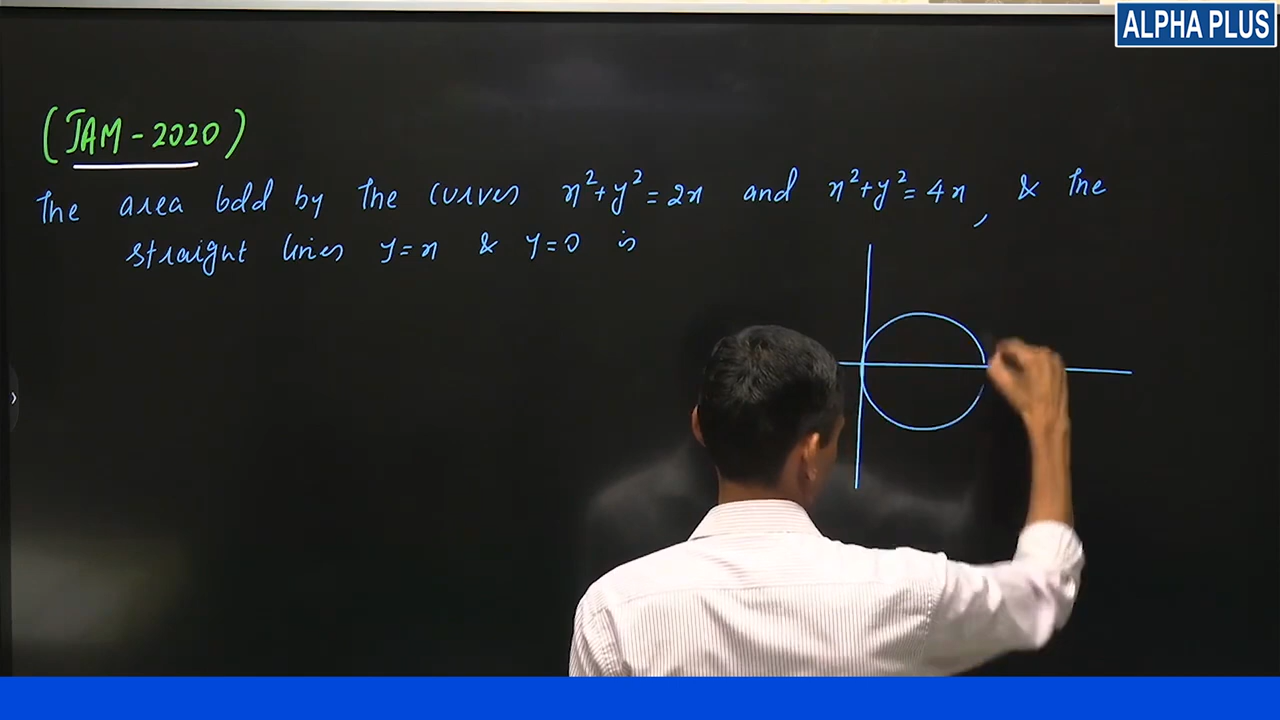 ALPHA PLUS
(JAM - 2020)
The area bdd by the curves x²+y² = 2x and x²+y² = 4x, & the
straight lines y = x & y = 0 is